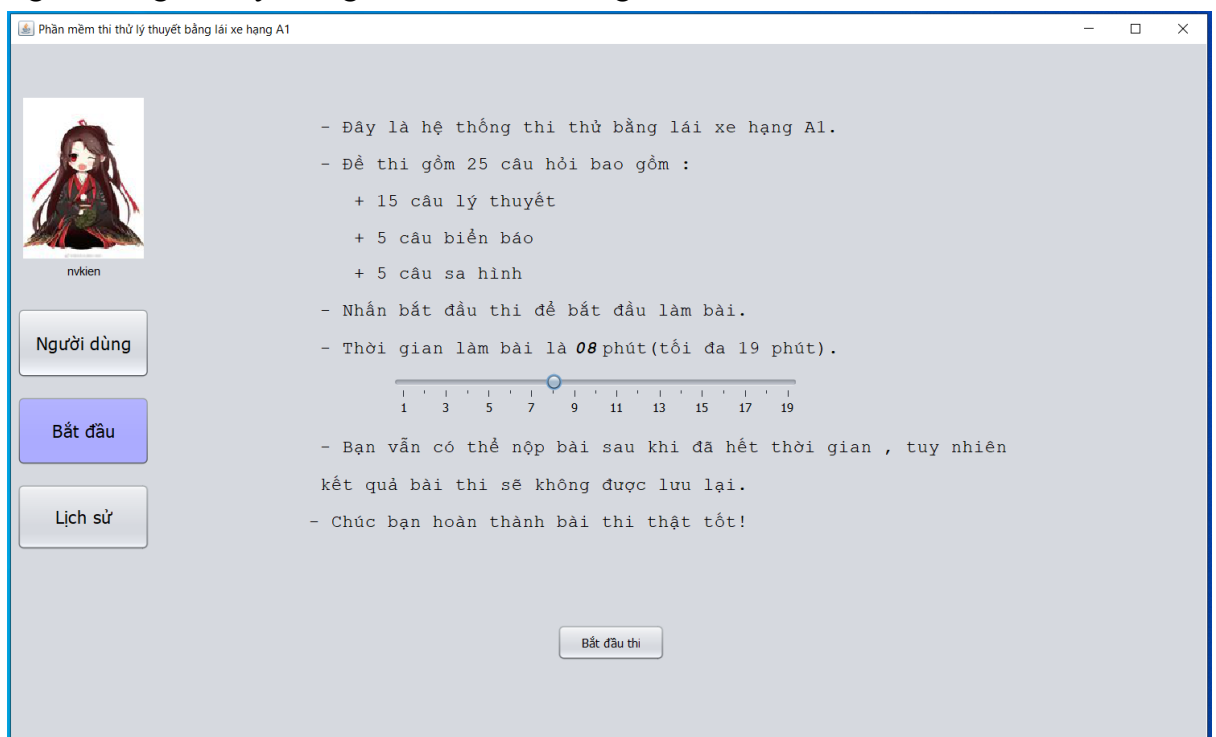 Phần mềm thi thử lý thuyết bằng lái xe hạng A1
- Đây là hệ thống thi thử bằng lái xe hạng A1.
- Đề thi gồm 25 câu hỏi bao gồm :
+ 15 câu lý thuyết
+ 5 câu biển báo
+ 5 câu sa hình
nvkien
- Nhấn bắt đầu thi để bắt đầu làm bài.
Người dùng
- Thời gian làm bài là 08 phút(tối đa 19 phút).
1 3 5 7 9 11 13 15 17 19
Bắt đầu
- Bạn vẫn có thể nộp bài sau khi đã hết thời gian , tuy nhiên
kết quả bài thi sẽ không được lưu lại.
Lịch sử
- Chúc bạn hoàn thành bài thi thật tốt!
Bắt đầu thi